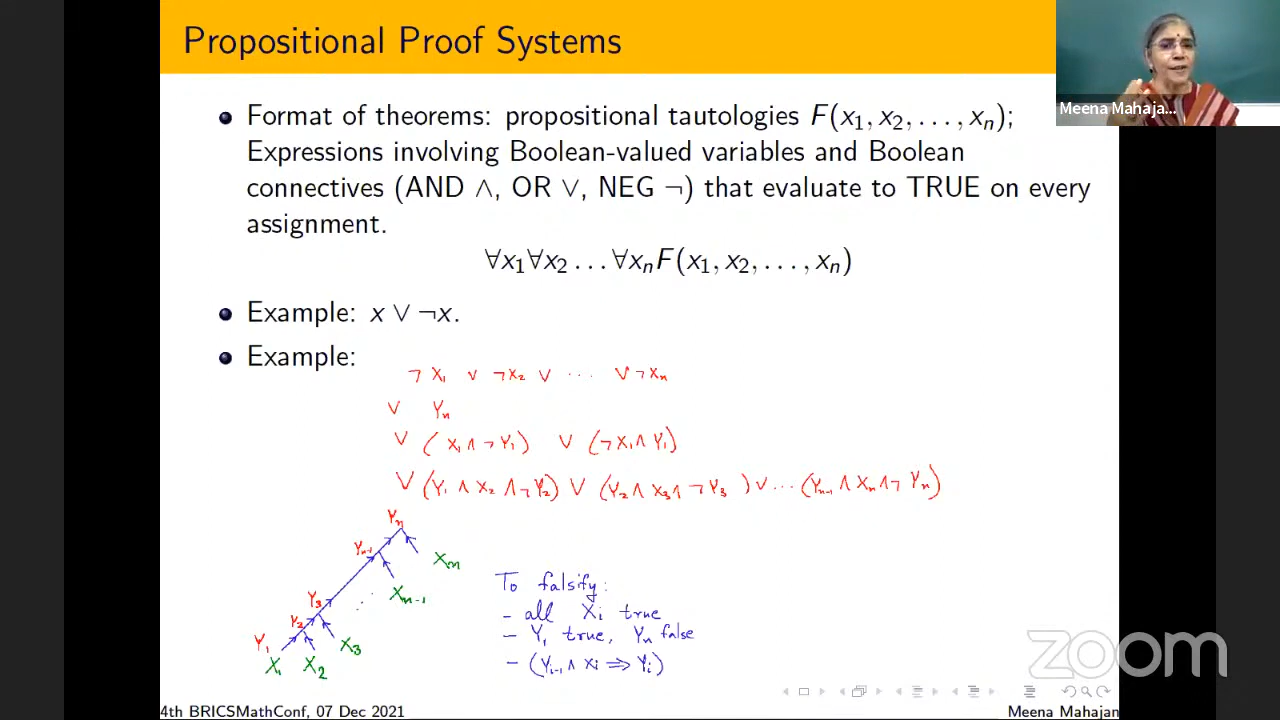 Propositional Proof Systems
Meena Mahaja...
Format of theorems: propositional tautologies F(x₁, x₂, . . . , xₙ);
Expressions involving Boolean-valued variables and Boolean
connectives (AND ∧, OR ∨, NEG ¬) that evaluate to TRUE on every
assignment.
∀x₁∀x₂ . . . ∀xₙF(x₁, x₂, . . . , xₙ)
Example: x ∨ ¬x.
Example:
¬ X₁ ∨ ¬X₂ ∨ ... ∨ ¬Xₙ
∨ Yₙ
∨ ( X₁ ∧ ¬ Y₁ ) ∨ (¬ X₁ ∧ Y₁)
∨ (Y₁ ∧ X₂ ∧ ¬ Y₂) ∨ (Y₂ ∧ X₃ ∧ ¬ Y₃ ) ∨ ... (Yₙ₋₁ ∧ Xₙ ∧ ¬ Yₙ)
Yₙ
Yₙ₋₁
Xₙ
Xₙ₋₁
Y₃
Y₂
Y₁
X₃
X₁ X₂
To falsify:
- all Xᵢ true
- Y₁ true, Yₙ false
- (Yᵢ₋₁ ∧ Xᵢ ⟹ Yᵢ)
zoom
4th BRICSMathConf, 07 Dec 2021
Meena Mahajan